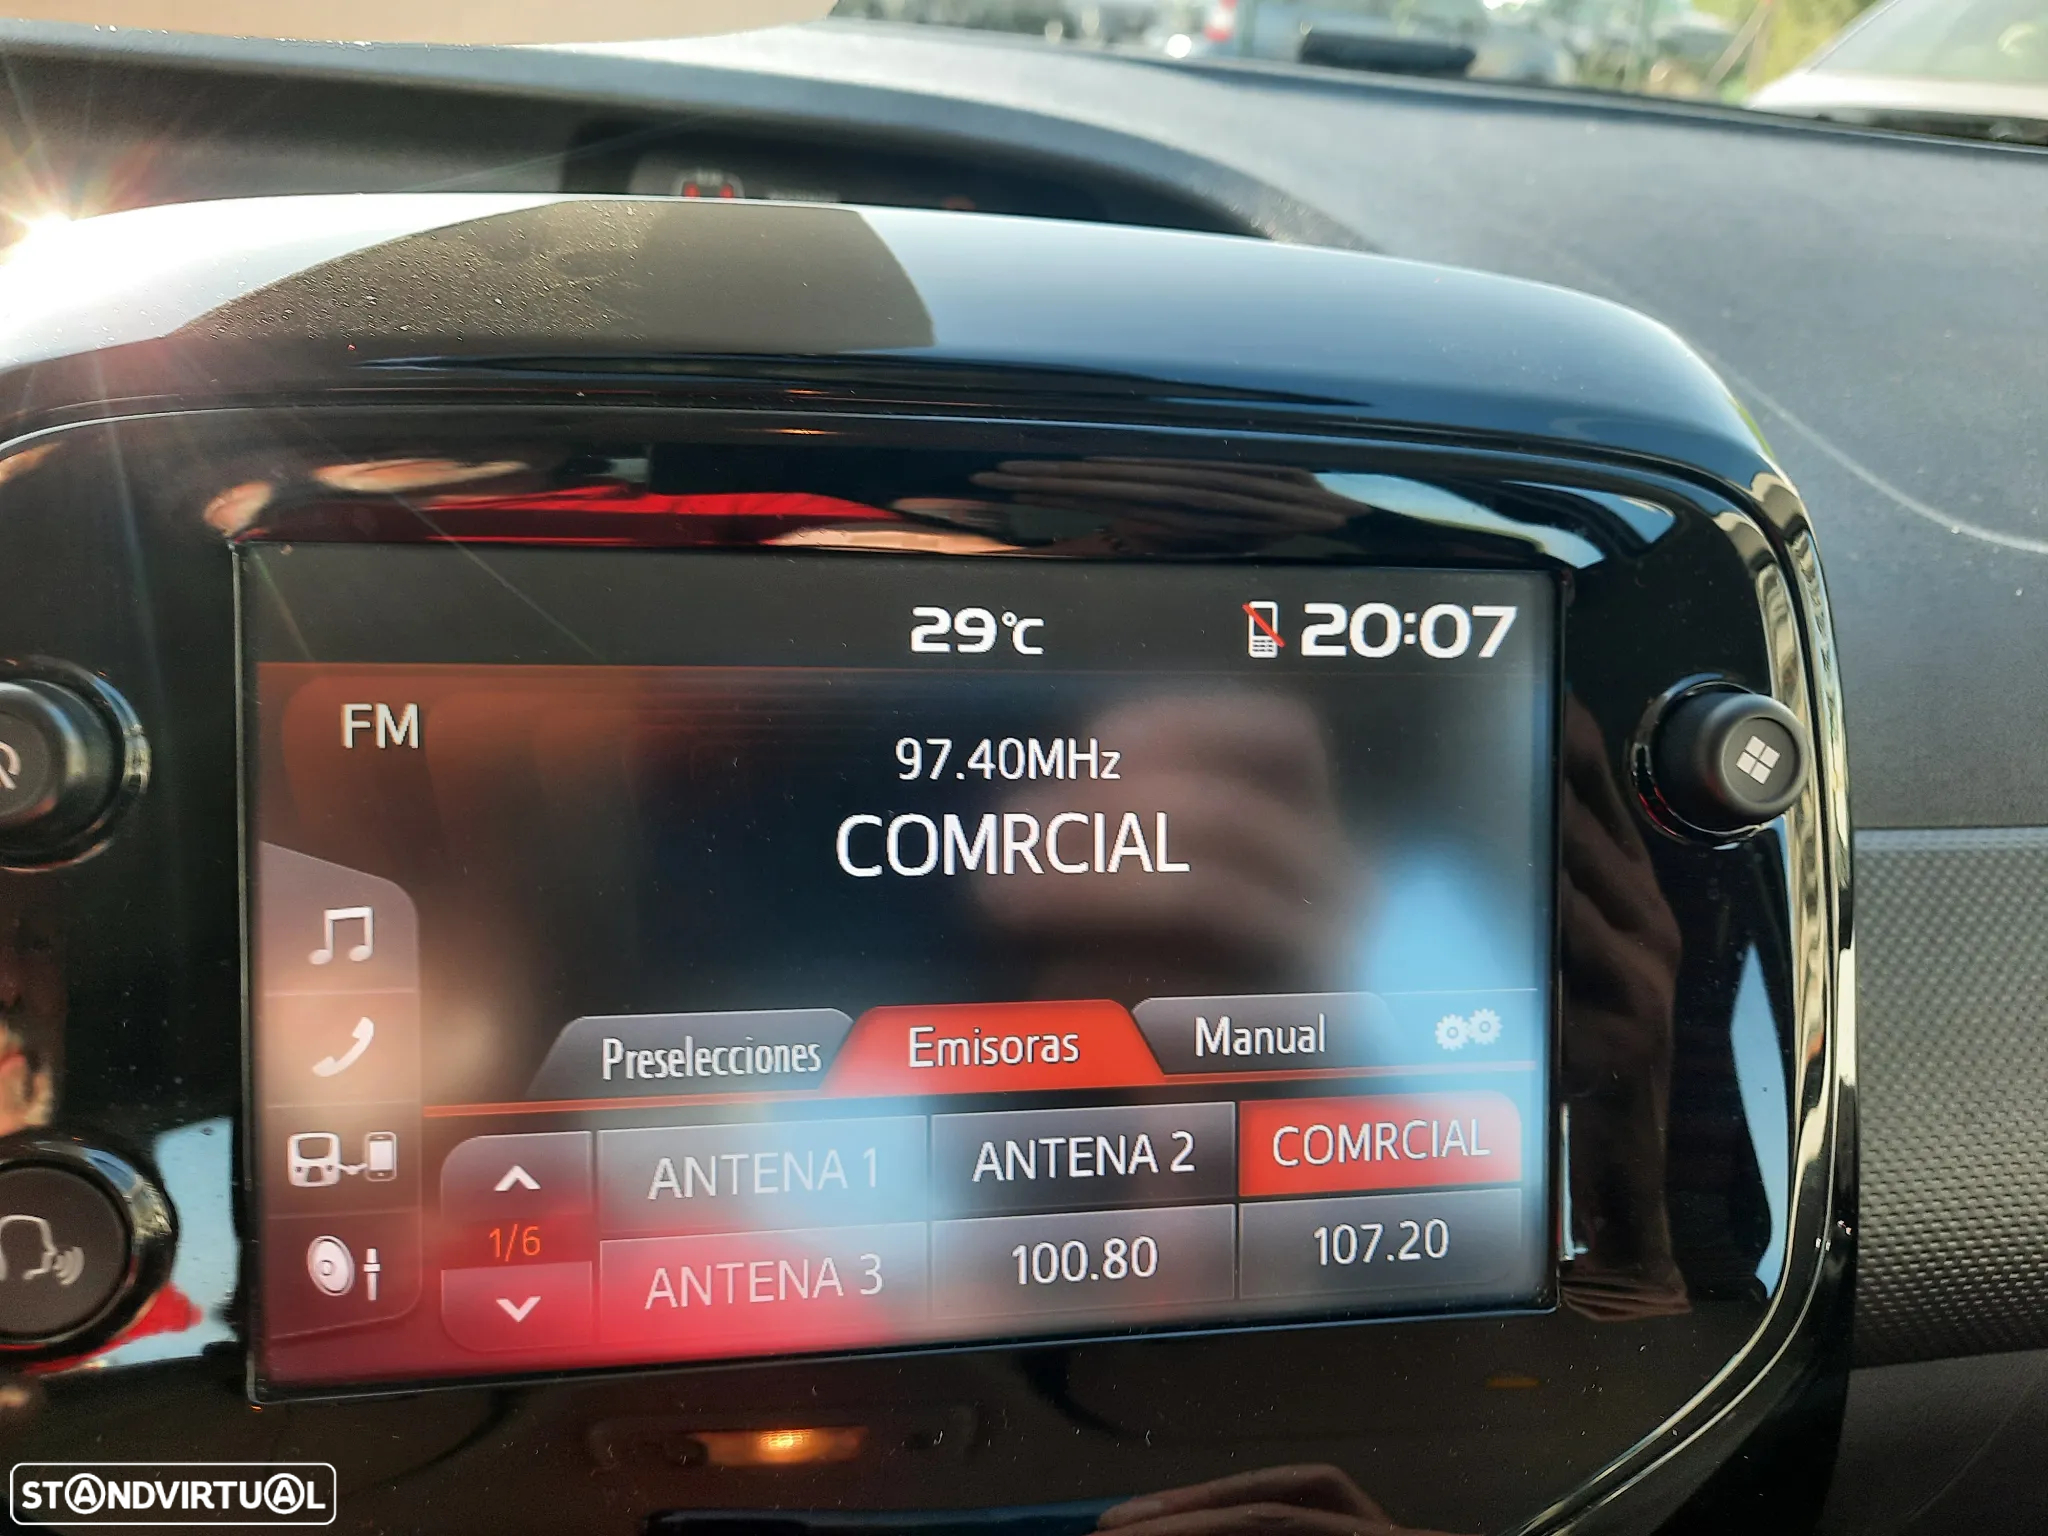 29°C
20:07
FM
97.40MHz
COMRCIAL
Preselecciones
Emisoras
Manual
ANTENA 1
ANTENA 2
COMRCIAL
1/6
ANTENA 3
100.80
107.20
STANDVIRTUAL